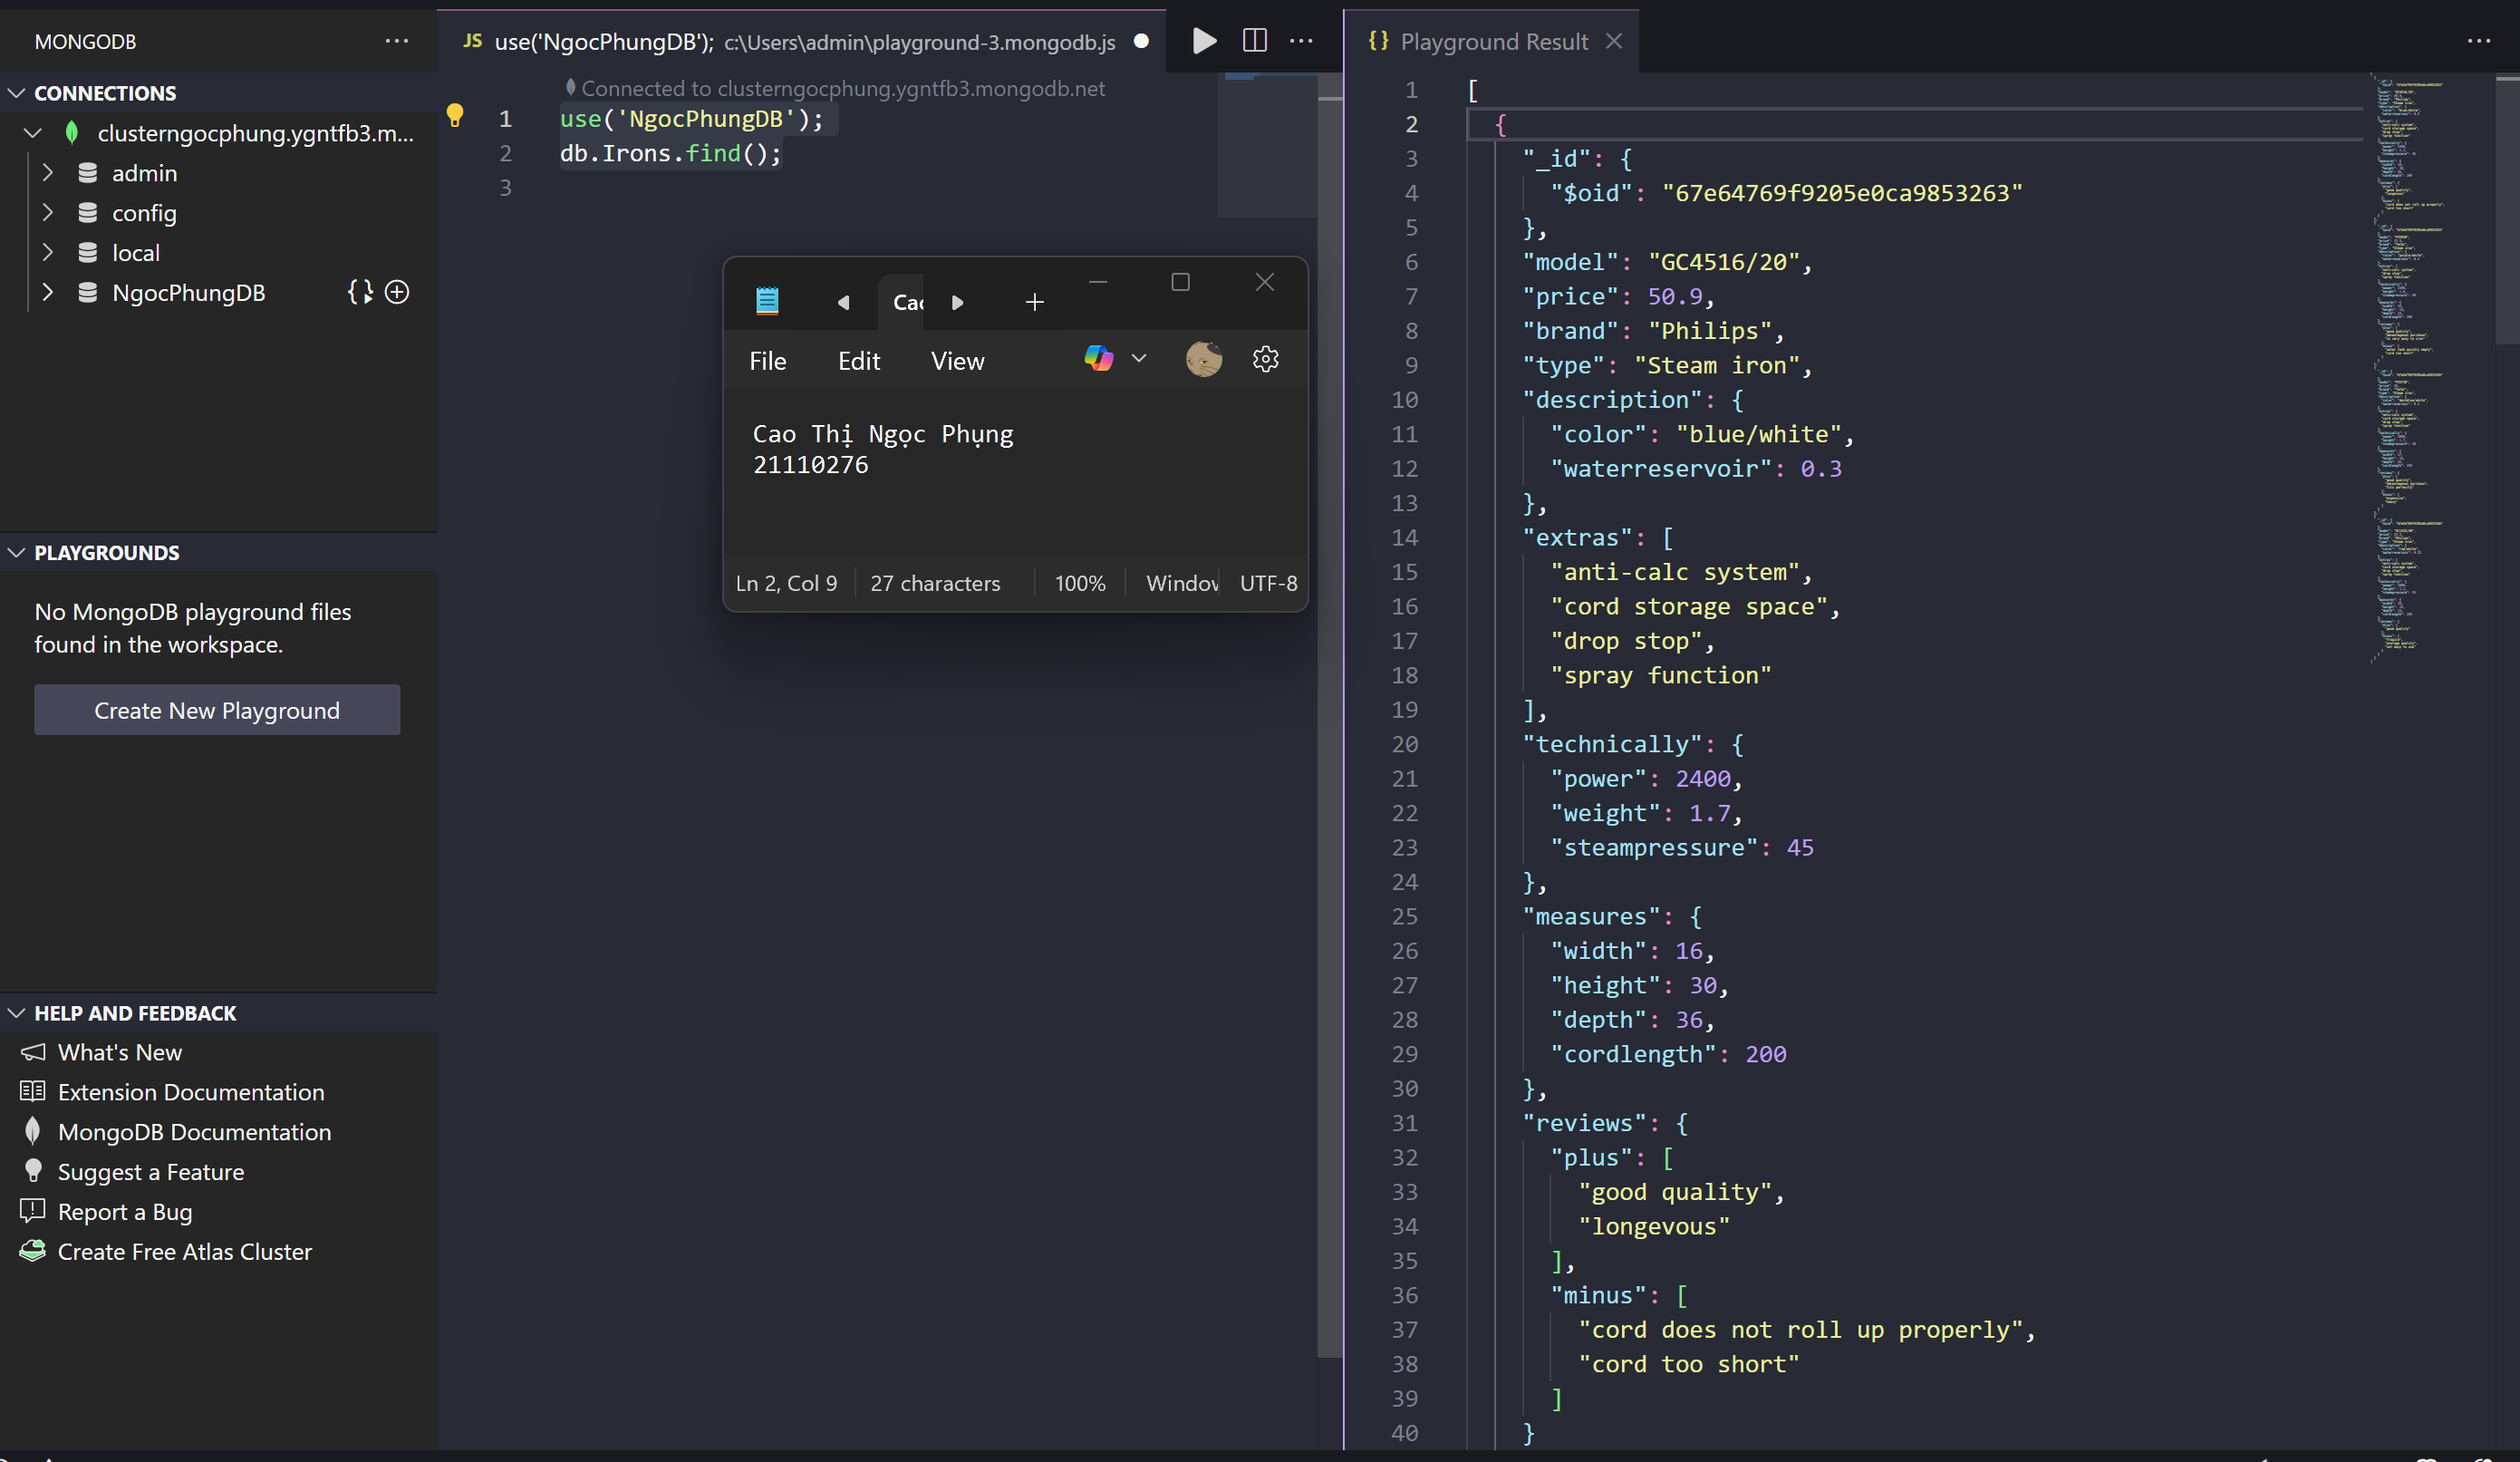 MONGODB
CONNECTIONS
clusterngocphung.ygntfb3.m...
admin
config
local
NgocPhungDB
PLAYGROUNDS
No MongoDB playground files
found in the workspace.
Create New Playground
HELP AND FEEDBACK
What's New
Extension Documentation
MongoDB Documentation
Suggest a Feature
Report a Bug
Create Free Atlas Cluster
JS use('NgocPhungDB'); c:\Users\admin\playground-3.mongodb.js
Connected to clusterngocphung.ygntfb3.mongodb.net
1 use('NgocPhungDB');
2 db.Irons.find();
3
File Edit View
Cao Thị Ngọc Phụng
21110276
Ln 2, Col 9 27 characters 100% UTF-8
{} Playground Result
1 [
2 {
3 "_id": {
4 "$oid": "67e64769f9205e0ca9853263"
5 },
6 "model": "GC4516/20",
7 "price": 50.9,
8 "brand": "Philips",
9 "type": "Steam iron",
10 "description": {
11 "color": "blue/white",
12 "waterreservoir": 0.3
13 },
14 "extras": [
15 "anti-calc system",
16 "cord storage space",
17 "drop stop",
18 "spray function"
19 ],
20 "technically": {
21 "power": 2400,
22 "weight": 1.7,
23 "steampressure": 45
24 },
25 "measures": {
26 "width": 16,
27 "height": 30,
28 "depth": 36,
29 "cordlength": 200
30 },
31 "reviews": {
32 "plus": [
33 "good quality",
34 "longevous"
35 ],
36 "minus": [
37 "cord does not roll up properly",
38 "cord too short"
39 ]
40 }